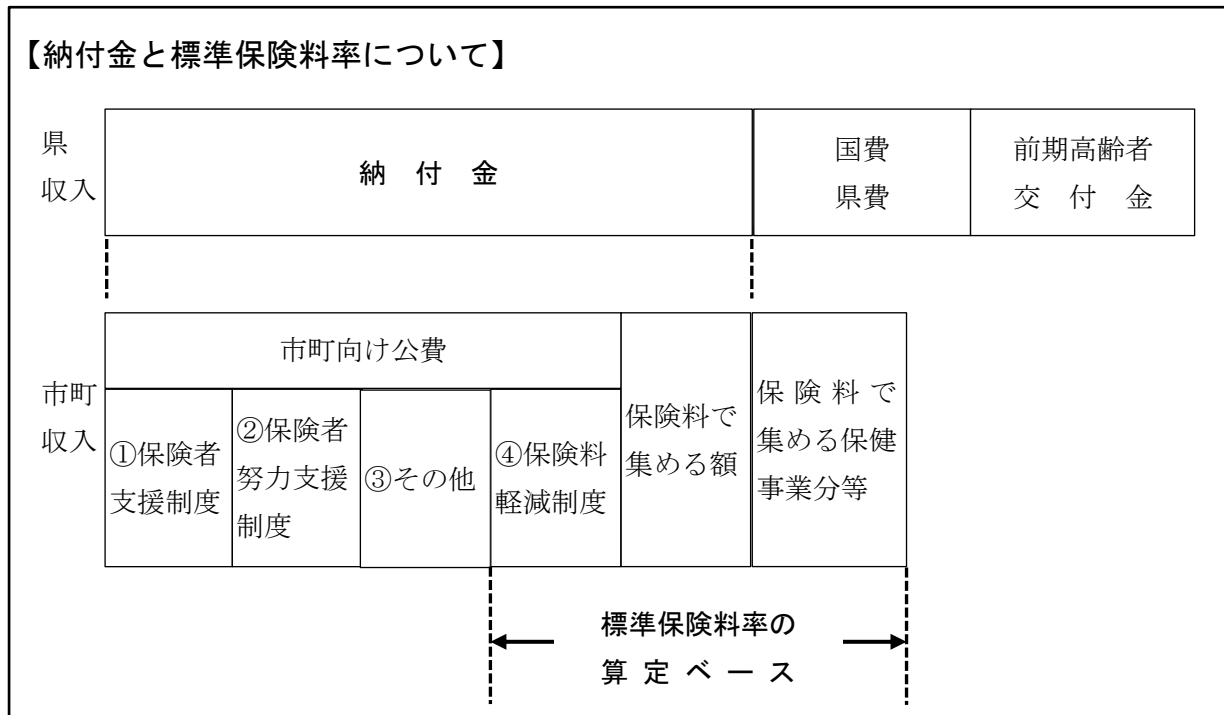 【納付金と標準保険料率について】
県
収入
納 付 金
国費
県費
前期高齢者
交 付 金
市町
収入
市町向け公費
①保険者
支援制度
②保険者
努力支援
制度
③その他
④保険料
軽減制度
保険料で
集める額
保険料で
集める保健
事業分等
標準保険料率の
算定ベース